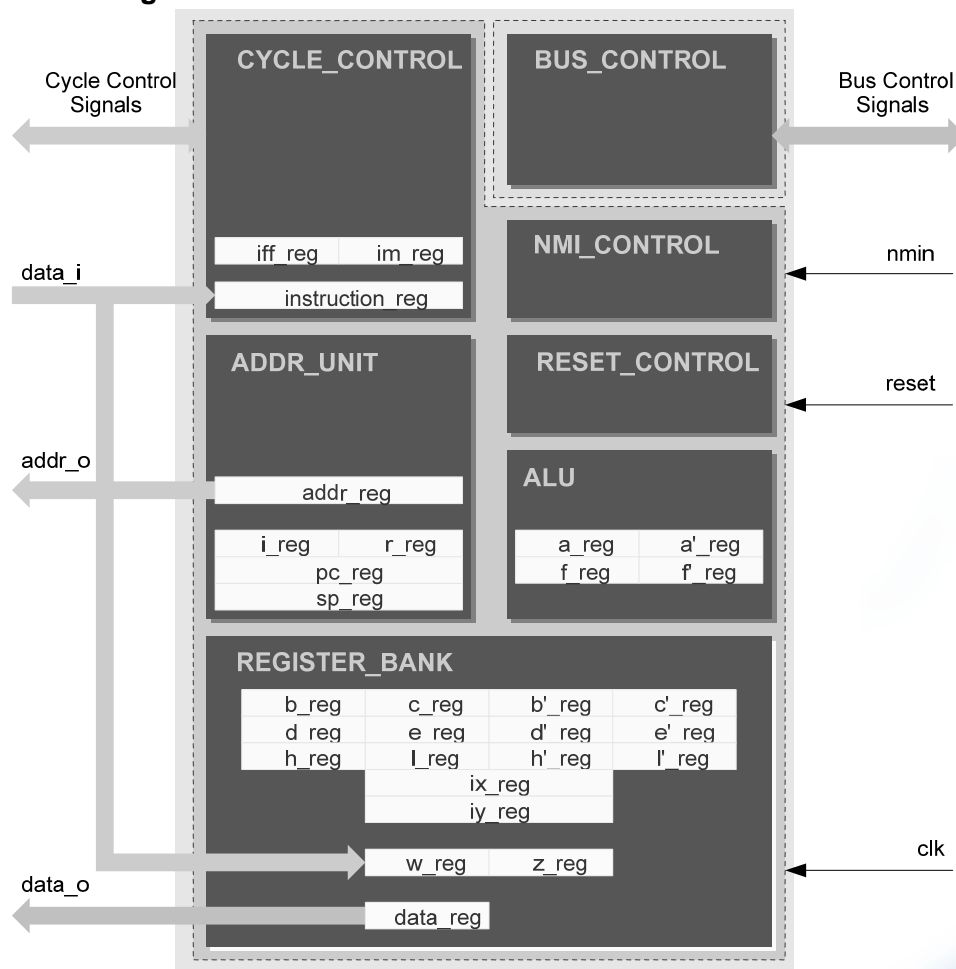 CYCLE_CONTROL
BUS_CONTROL
Cycle Control
Signals
Bus Control
Signals
iff_reg im_reg
instruction_reg
NMI_CONTROL
nmin
data_i
ADDR_UNIT
RESET_CONTROL
reset
addr_o
addr_reg
i_reg r_reg
pc_reg
sp_reg
ALU
a_reg a'_reg
f_reg f'_reg
REGISTER_BANK
b_reg c_reg b'_reg c'_reg
d_reg e_reg d'_reg e'_reg
h_reg l_reg h'_reg l'_reg
ix_reg
iy_reg
w_reg z_reg
clk
data_o
data_reg